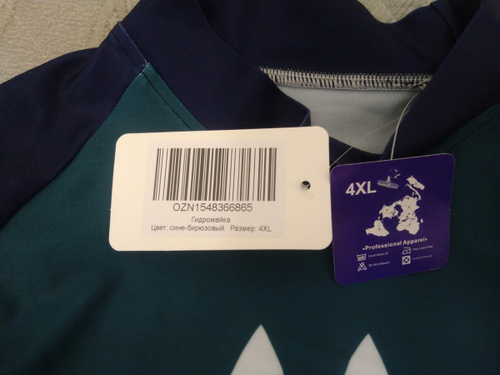 OZN1548366865
Гидромайка
Цвет: сине-бирюзовый Размер: 4XL
4XL
•Professional Apparel•